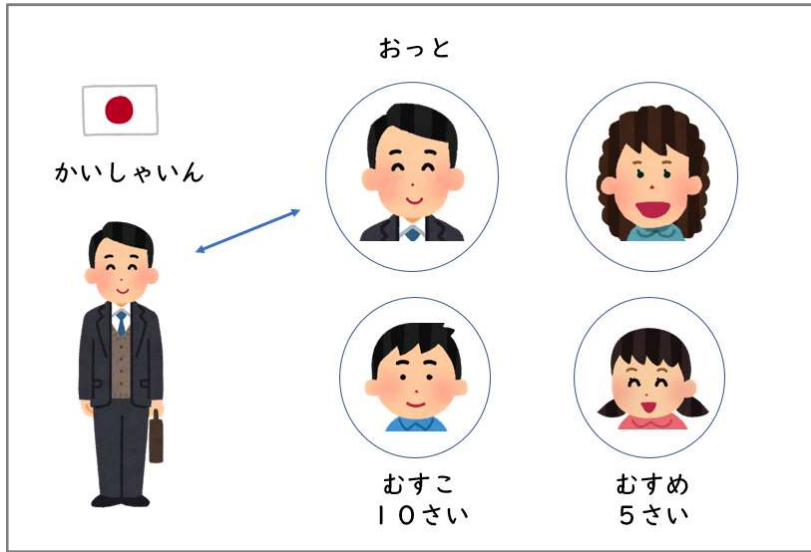 おっと
かいしゃいん
むすこ
１０さい
むすめ
５さい